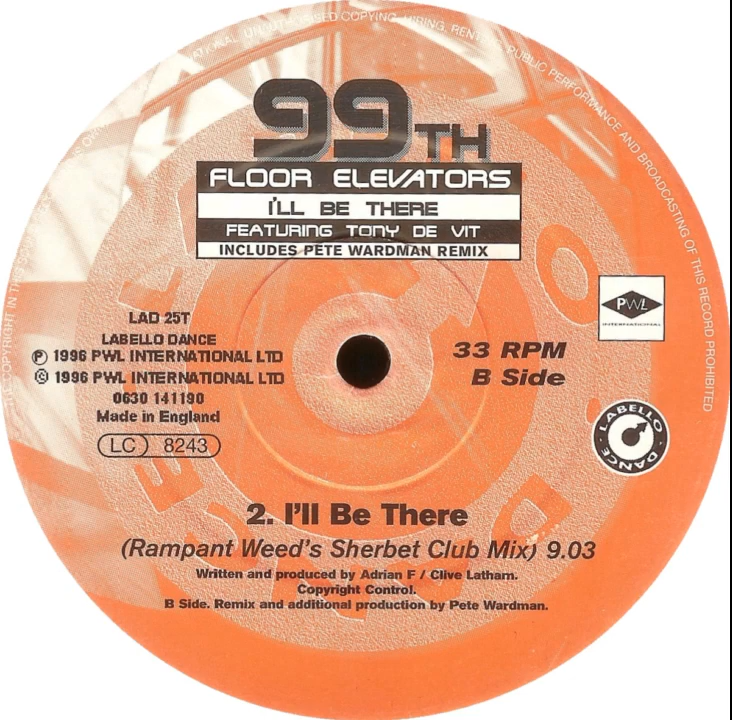 99TH
FLOOR ELEVATORS
I'LL BE THERE
FEATURING TONY DE VIT
INCLUDES PETE WARDMAN REMIX
LAD 25T
LABELLO DANCE
Ⓟ 1996 PWL INTERNATIONAL LTD
© 1996 PWL INTERNATIONAL LTD
0630 141190
Made in England
LC 8243
PWL
INTERNATIONAL
33 RPM
B Side
LABELLO DANCE
2. I'll Be There
(Rampant Weed's Sherbet Club Mix) 9.03
Written and produced by Adrian F / Clive Latham.
Copyright Control.
B Side. Remix and additional production by Pete Wardman.
COPYRIGHT IN THIS
COPYING, HIRING, PUBLIC PERFORMANCE AND BROADCASTING OF THIS RECORD PROHIBITED